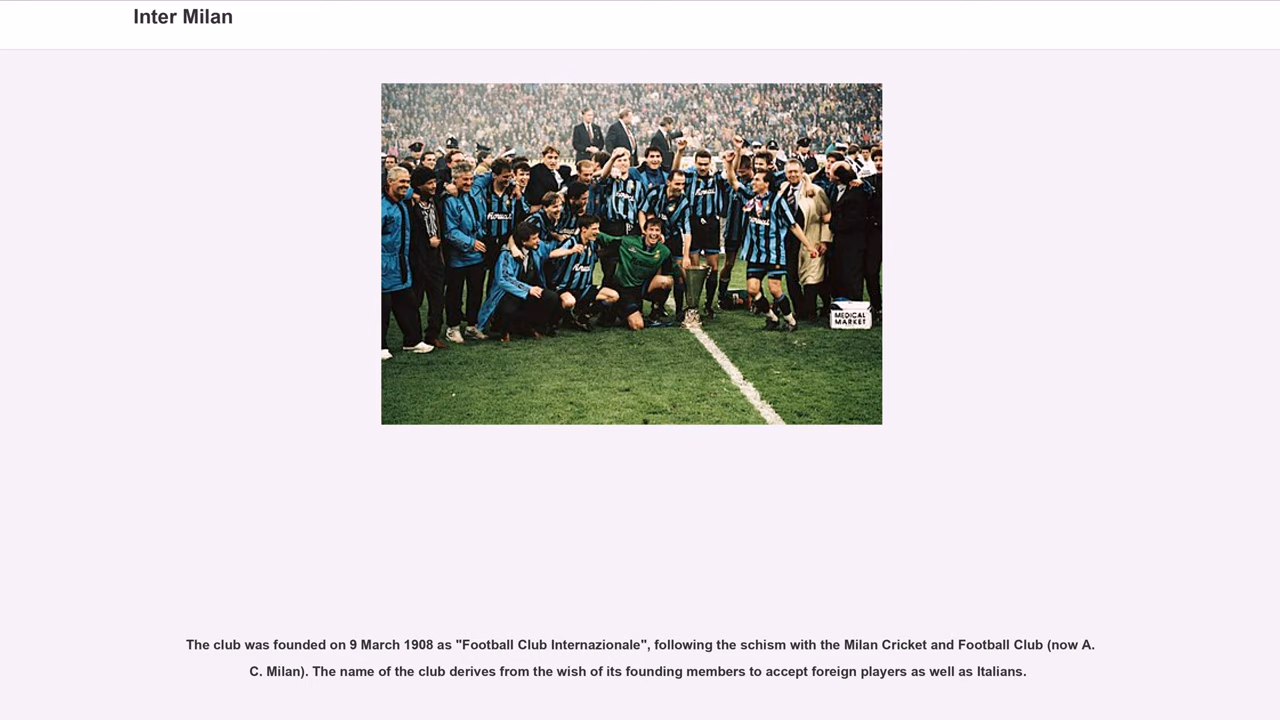 Inter Milan
MEDICAL
MARKET
The club was founded on 9 March 1908 as "Football Club Internazionale", following the schism with the Milan Cricket and Football Club (now A.
C. Milan). The name of the club derives from the wish of its founding members to accept foreign players as well as Italians.